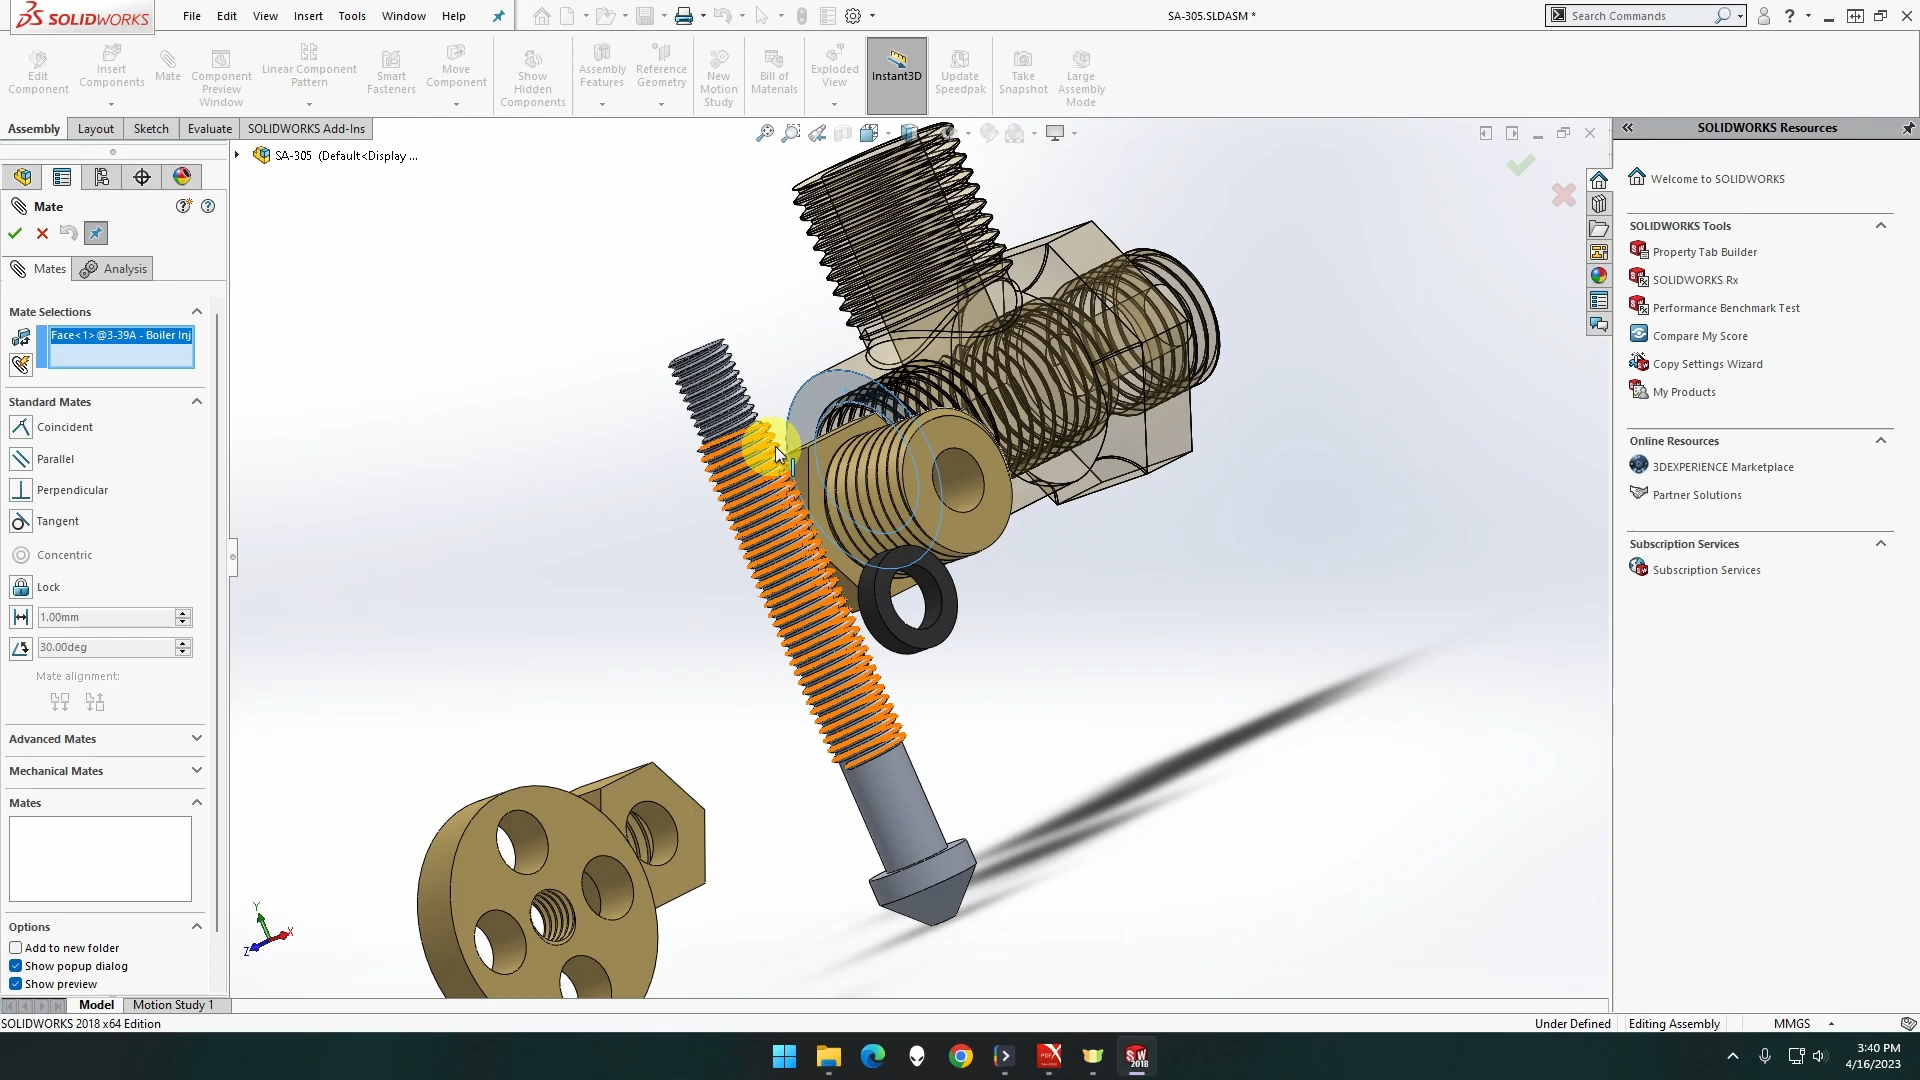 SOLIDWORKS
File Edit View Insert Tools Window Help
SA-305.SLDASM *
Search Commands
Edit Component
Insert Components
Mate
Component Preview Window
Linear Component Pattern
Smart Fasteners
Move Component
Show Hidden Components
Assembly Features
Reference Geometry
New Motion Study
Bill of Materials
Exploded View
Instant3D
Update Speedpak
Take Snapshot
Large Assembly Mode
Assembly Layout Sketch Evaluate SOLIDWORKS Add-Ins
SA-305 (Default<Display ...
Mate
Mates Analysis
Mate Selections
Face<1>@3-39A - Boiler Inj
Standard Mates
Coincident
Parallel
Perpendicular
Tangent
Concentric
Lock
1.00mm
30.00deg
Mate alignment:
Advanced Mates
Mechanical Mates
Mates
Options
Add to new folder
Show popup dialog
Show preview
Y
X
Z
Model Motion Study 1
SOLIDWORKS 2018 x64 Edition
Under Defined Editing Assembly MMGS
SOLIDWORKS Resources
Welcome to SOLIDWORKS
SOLIDWORKS Tools
Property Tab Builder
SOLIDWORKS Rx
Performance Benchmark Test
Compare My Score
Copy Settings Wizard
My Products
Online Resources
3DEXPERIENCE Marketplace
Partner Solutions
Subscription Services
Subscription Services
PDF
SW
2018
3:40 PM
4/16/2023